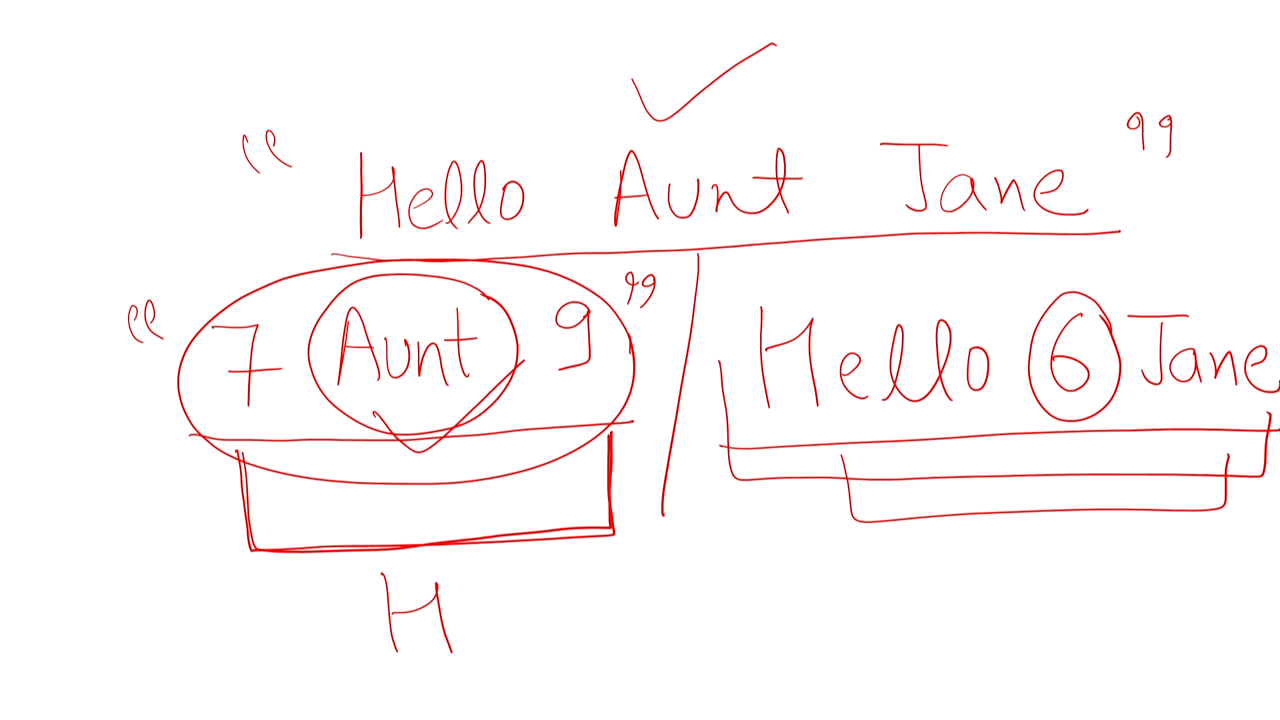 “Hello Aunt Jane”
“7 Aunt 9” Hello 6 Jane
H